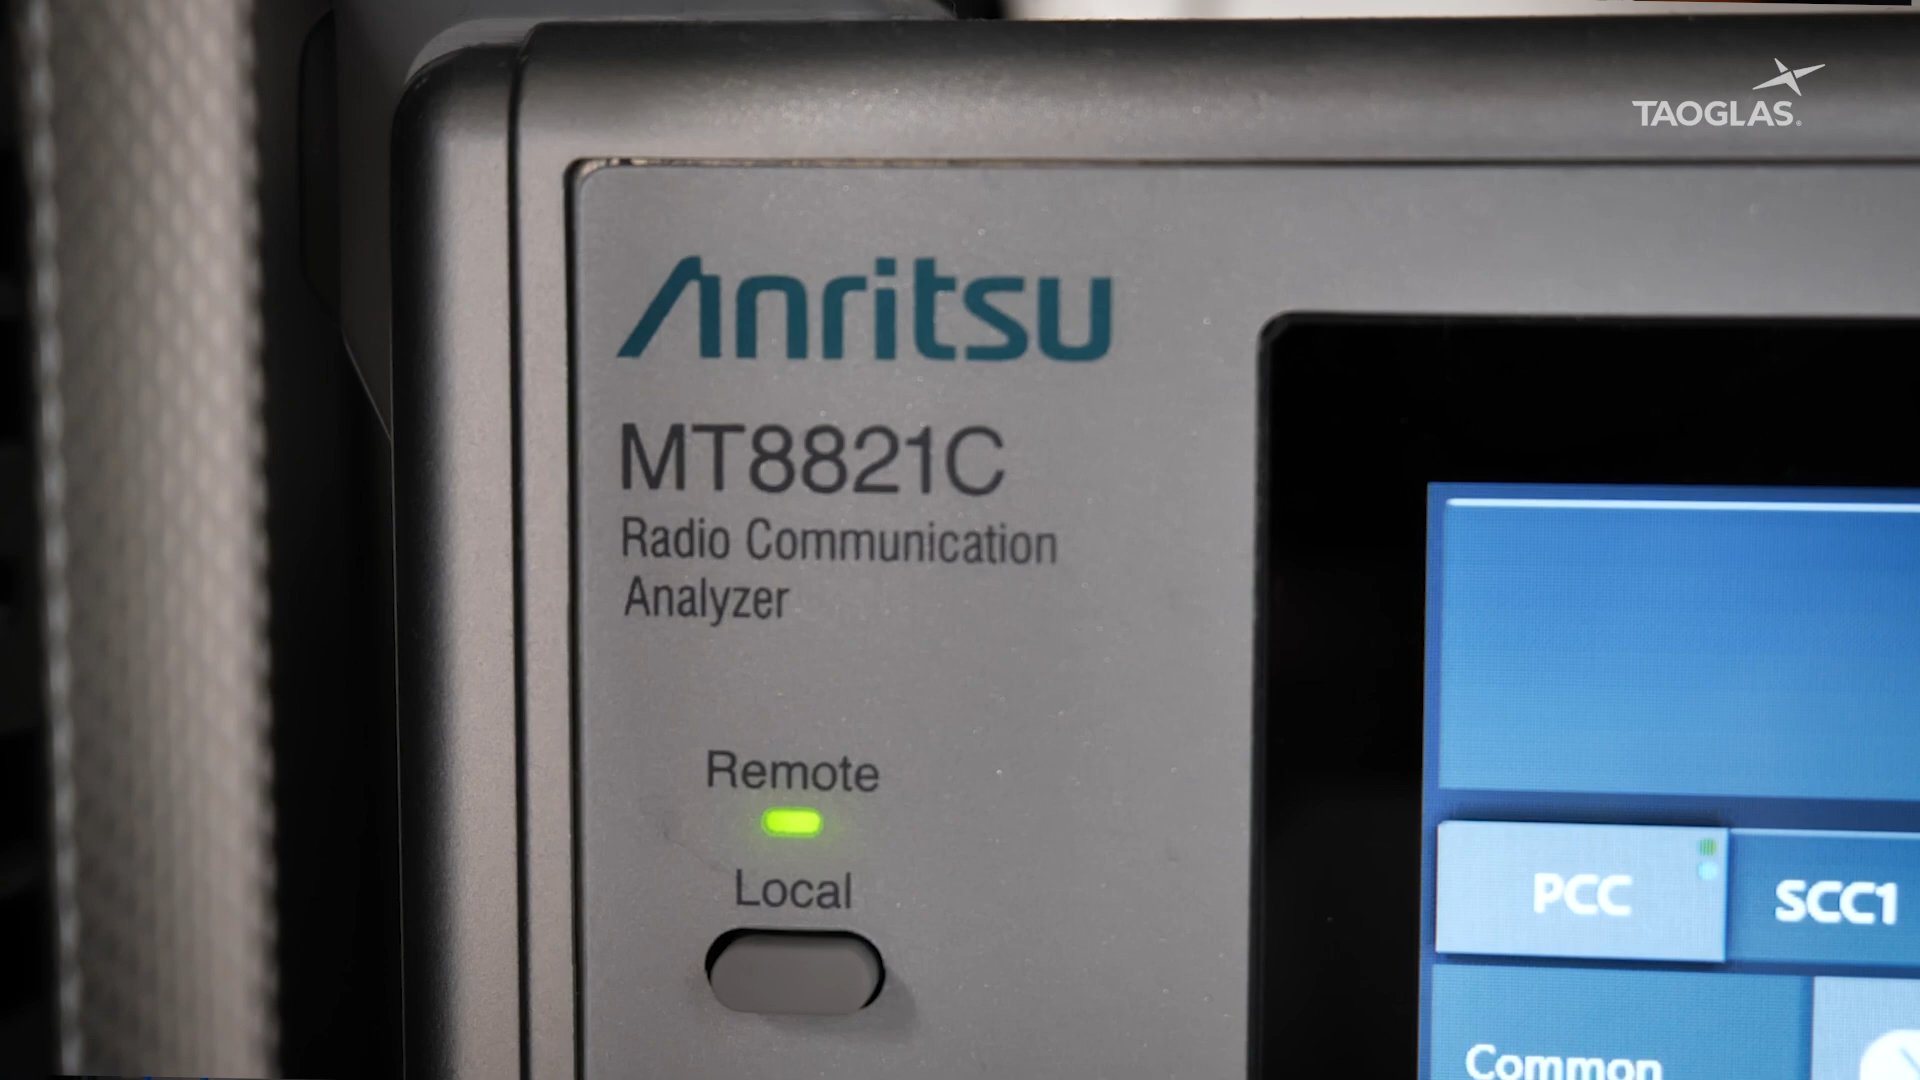 TAOGLAS
Anritsu
MT8821C
Radio Communication
Analyzer
Remote
Local
PCC
SCC1
Common